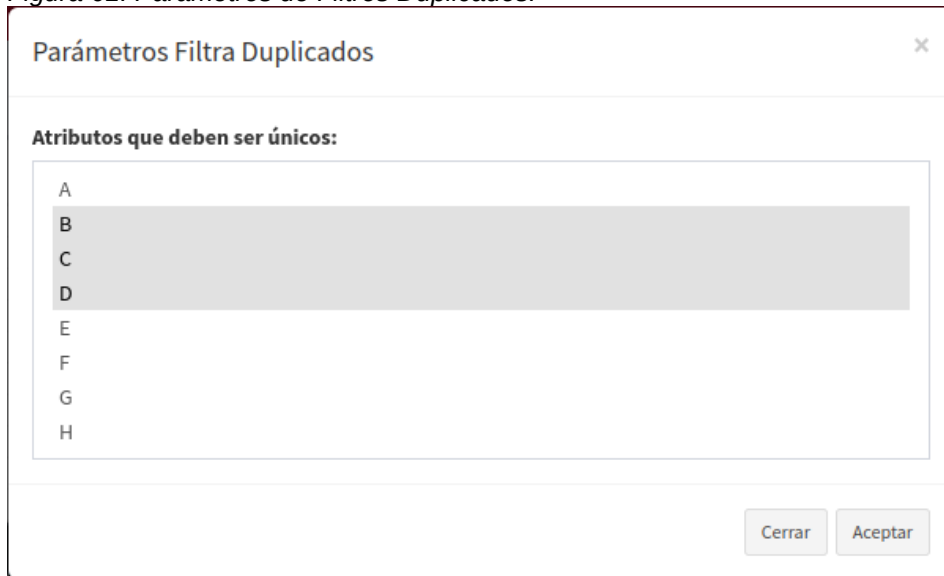 Parámetros Filtra Duplicados
×
Atributos que deben ser únicos:
A
B
C
D
E
F
G
H
Cerrar
Aceptar